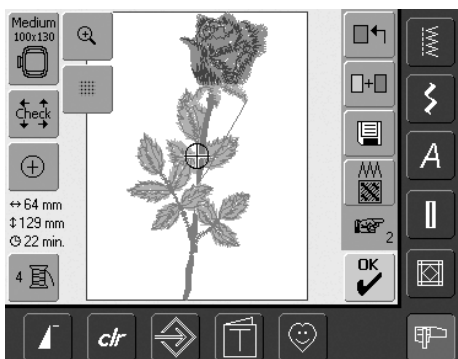 Medium
100x130
Check
↔ 64 mm
↕ 129 mm
22 min.
4
2
OK
A
clr
T